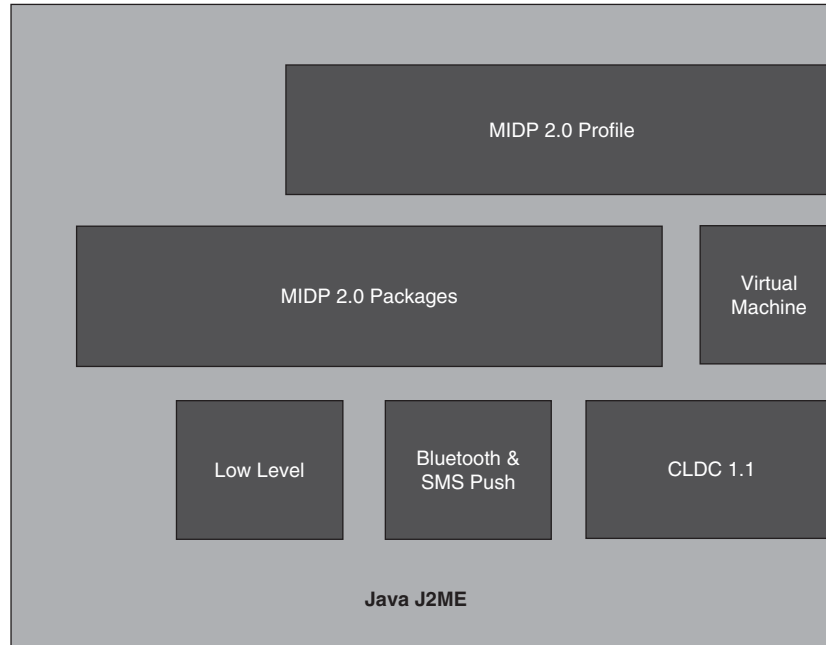 MIDP 2.0 Profile
MIDP 2.0 Packages
Virtual
Machine
Low Level
Bluetooth &
SMS Push
CLDC 1.1
Java J2ME